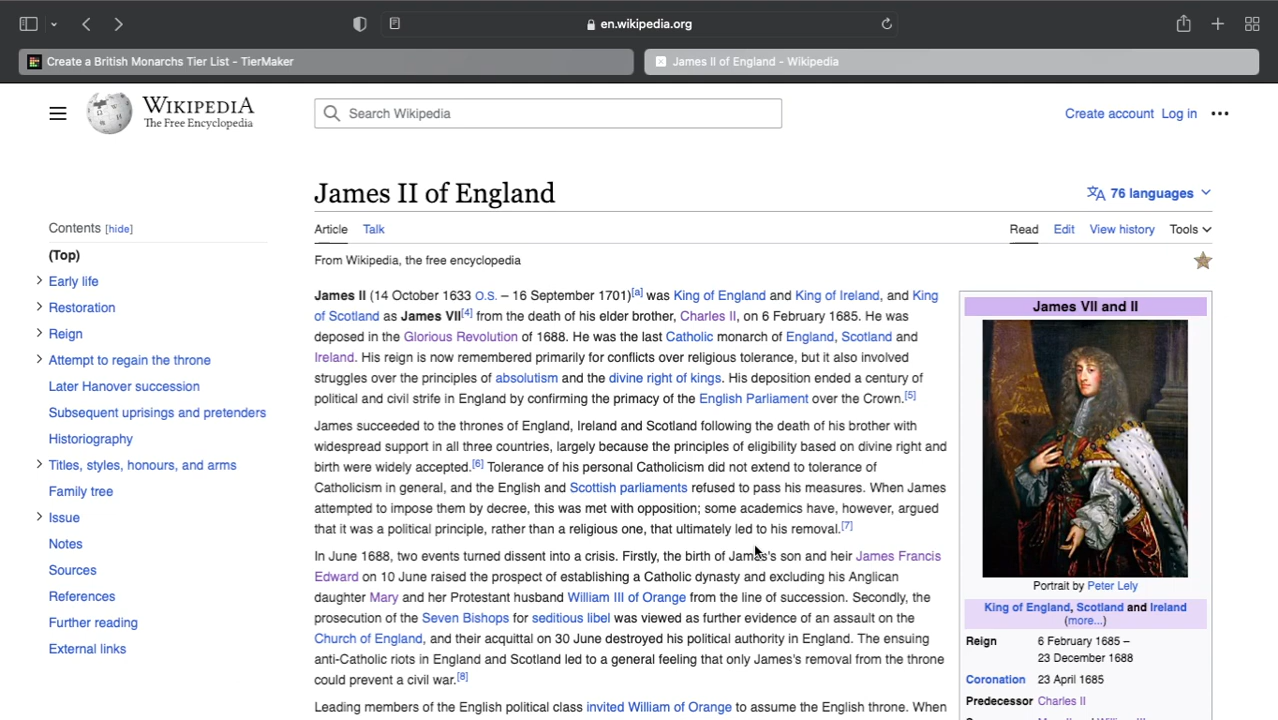 en.wikipedia.org
Create a British Monarchs Tier List - TierMaker
James II of England - Wikipedia
WIKIPEDIA
The Free Encyclopedia
Search Wikipedia
Create account Log in
James II of England
76 languages
Contents [hide]
Article Talk
Read Edit View history Tools
(Top)
From Wikipedia, the free encyclopedia
Early life
Restoration
Reign
Attempt to regain the throne
Later Hanover succession
Subsequent uprisings and pretenders
Historiography
Titles, styles, honours, and arms
Family tree
Issue
Notes
Sources
References
Further reading
External links
James II (14 October 1633 O.S. – 16 September 1701)[a] was King of England and King of Ireland, and King
of Scotland as James VII[4] from the death of his elder brother, Charles II, on 6 February 1685. He was
deposed in the Glorious Revolution of 1688. He was the last Catholic monarch of England, Scotland and
Ireland. His reign is now remembered primarily for conflicts over religious tolerance, but it also involved
struggles over the principles of absolutism and the divine right of kings. His deposition ended a century of
political and civil strife in England by confirming the primacy of the English Parliament over the Crown.[5]
James succeeded to the thrones of England, Ireland and Scotland following the death of his brother with
widespread support in all three countries, largely because the principles of eligibility based on divine right and
birth were widely accepted.[6] Tolerance of his personal Catholicism did not extend to tolerance of
Catholicism in general, and the English and Scottish parliaments refused to pass his measures. When James
attempted to impose them by decree, this was met with opposition; some academics have, however, argued
that it was a political principle, rather than a religious one, that ultimately led to his removal.[7]
In June 1688, two events turned dissent into a crisis. Firstly, the birth of James's son and heir James Francis
Edward on 10 June raised the prospect of establishing a Catholic dynasty and excluding his Anglican
daughter Mary and her Protestant husband William III of Orange from the line of succession. Secondly, the
prosecution of the Seven Bishops for seditious libel was viewed as further evidence of an assault on the
Church of England, and their acquittal on 30 June destroyed his political authority in England. The ensuing
anti-Catholic riots in England and Scotland led to a general feeling that only James's removal from the throne
could prevent a civil war.[8]
Leading members of the English political class invited William of Orange to assume the English throne. When
James VII and II
Portrait by Peter Lely
King of England, Scotland and Ireland
(more...)
Reign 6 February 1685 –
23 December 1688
Coronation 23 April 1685
Predecessor Charles II